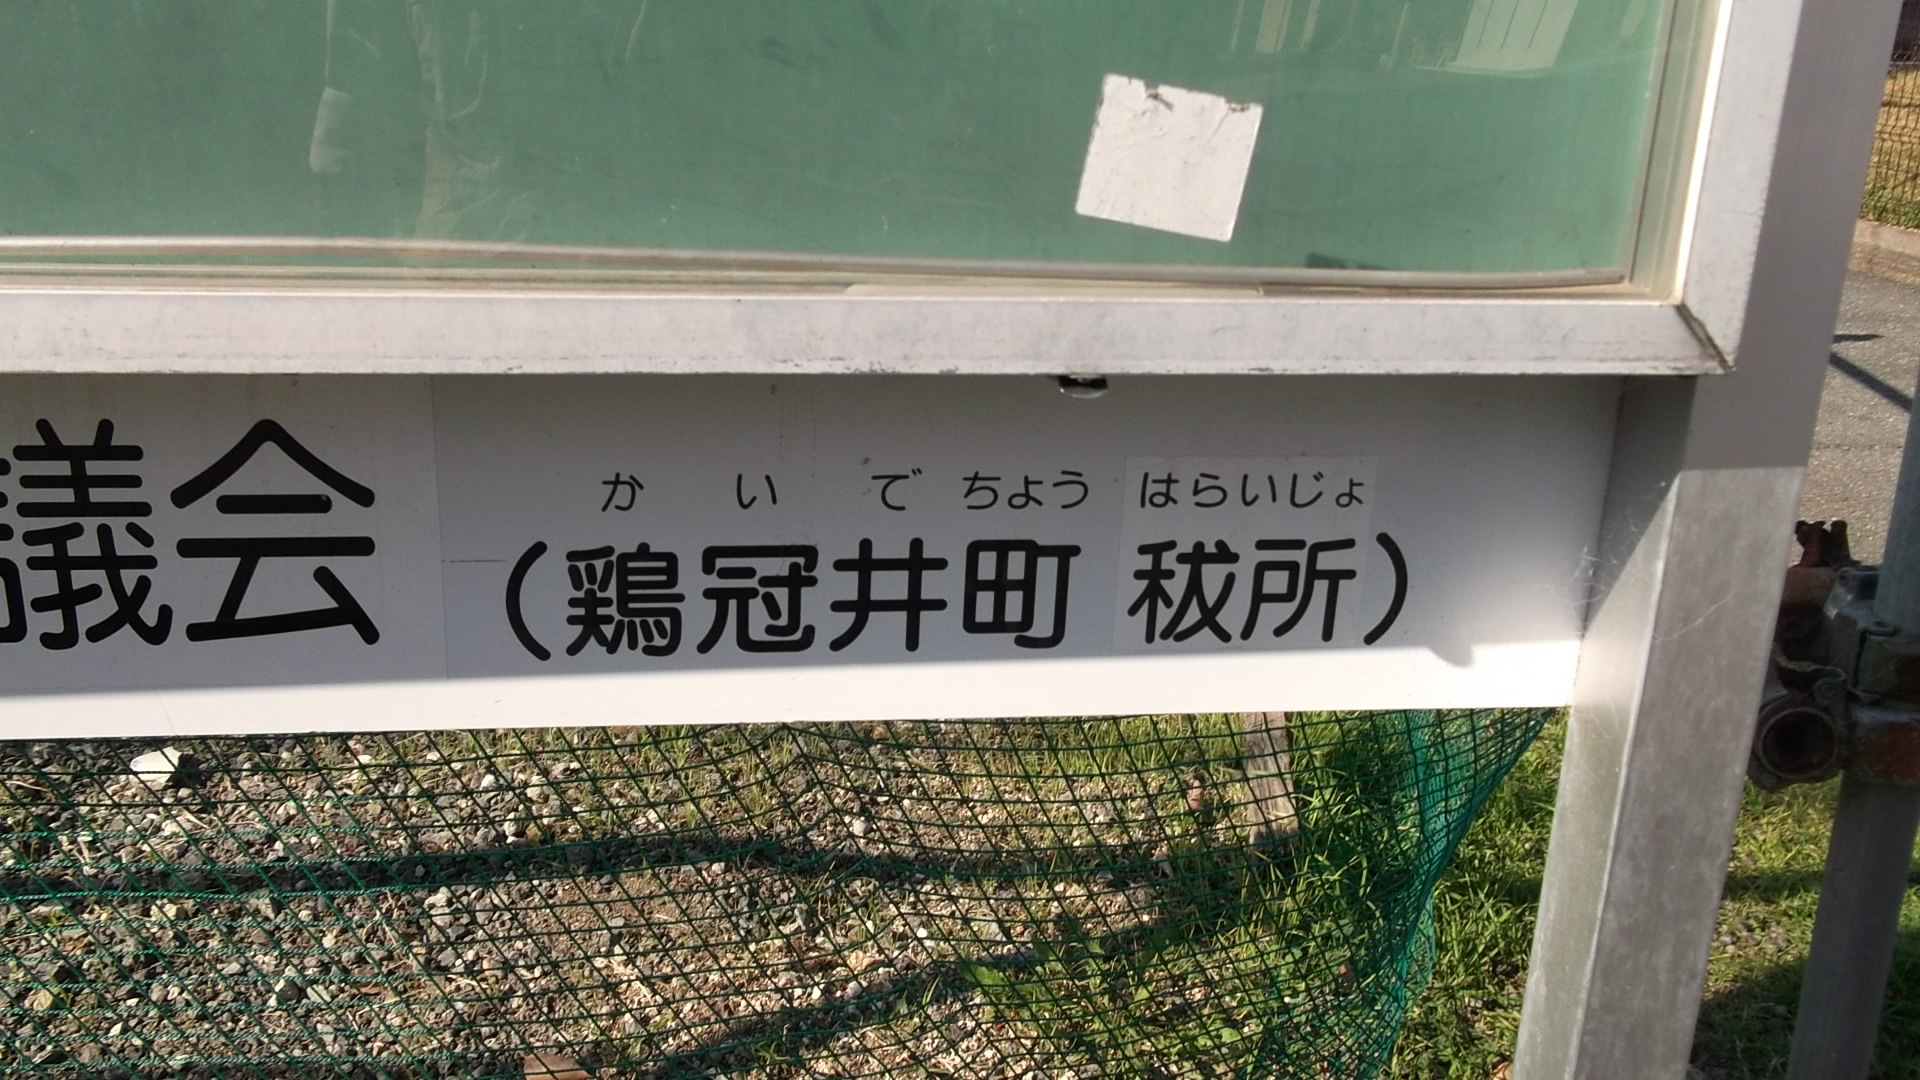 議会
か い で ちょう はらいじょ
（鶏冠井町 秡所）